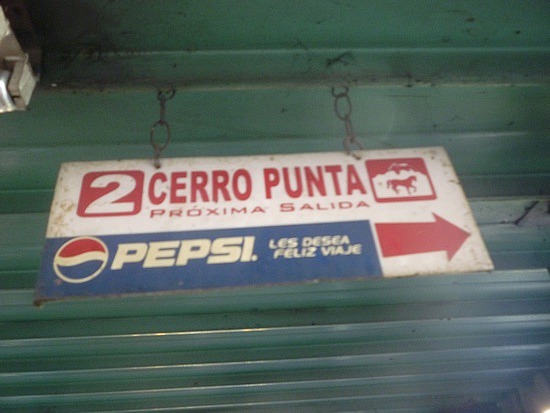 2 CERRO PUNTA
PRÓXIMA SALIDA
PEPSI. LES DESEA
FELIZ VIAJE